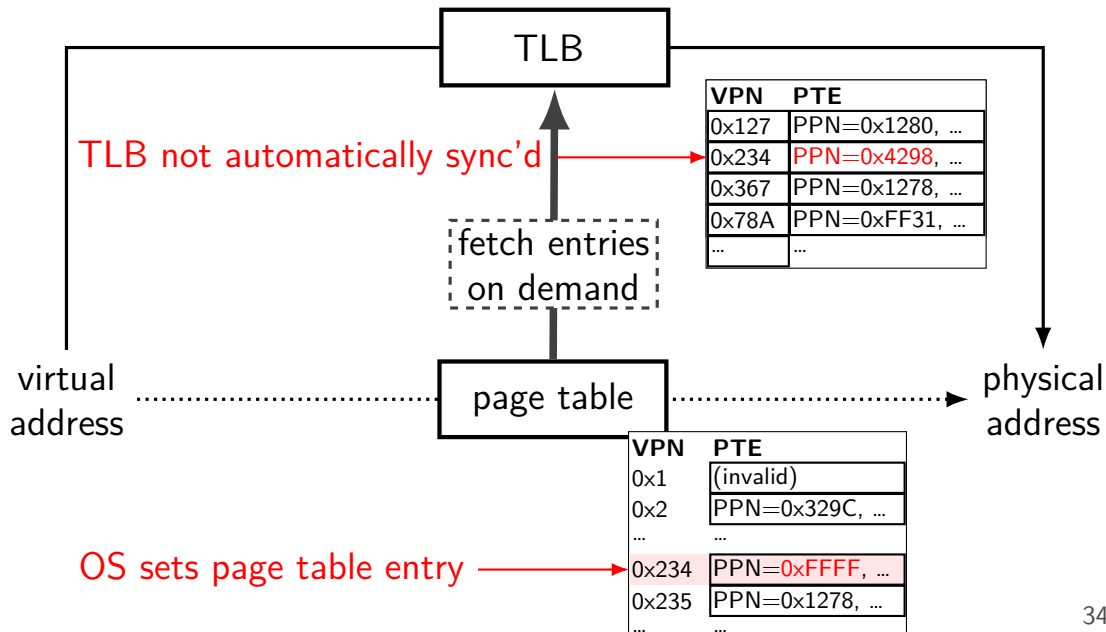 TLB
VPN PTE
0x127 PPN=0x1280, ...
0x234 PPN=0x4298, ...
0x367 PPN=0x1278, ...
0x78A PPN=0xFF31, ...
... ...
TLB not automatically sync'd
fetch entries
on demand
virtual
address
page table
physical
address
VPN PTE
0x1 (invalid)
0x2 PPN=0x329C, ...
... ...
0x234 PPN=0xFFFF, ...
0x235 PPN=0x1278, ...
... ...
OS sets page table entry
34